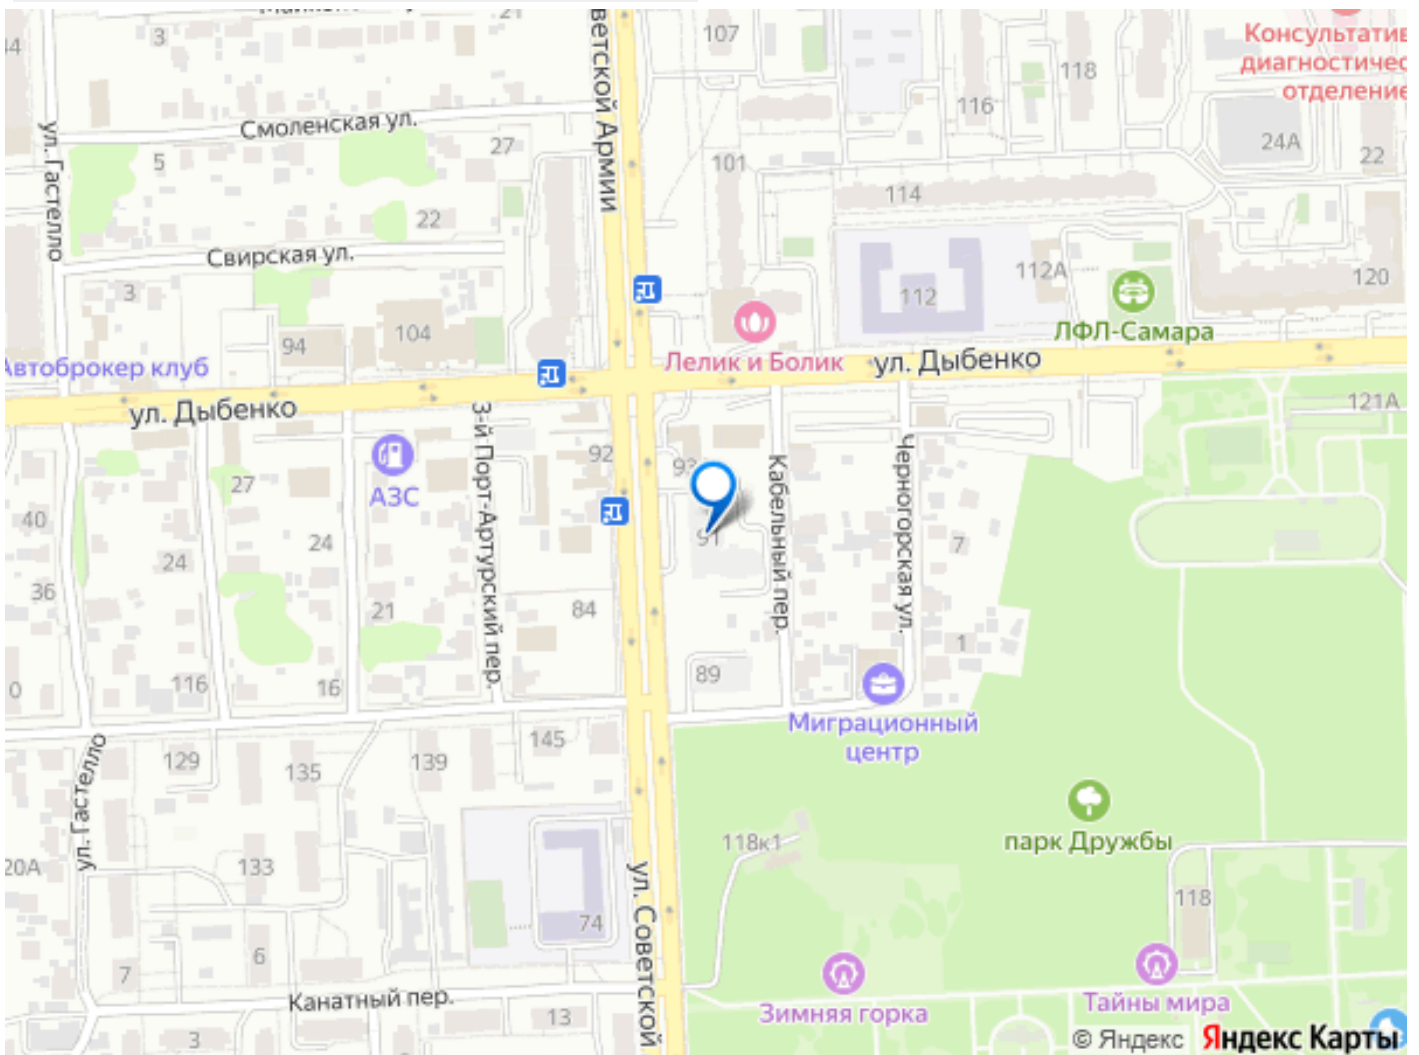 107
3
44
Консультатив
диагностичес
отделение
118
116
ветской Армии
Смоленская ул.
27
24А
22
ул. Гастелло
5
101
114
22
Свирская ул.
3
112А
112
120
ЛФЛ-Самара
104
94
Автоброкер клуб
Лелик и Болик
ул. Дыбенко
ул. Дыбенко
121А
3-й Порт-Артурский пер.
92
93
Кабельный пер.
Черногорская ул.
АЗС
27
40
24
24
91
7
36
21
84
1
0
116
16
89
Миграционный
центр
145
129
135
139
ул. Гастелло
парк Дружбы
118к1
20А
133
ул. Советской
118
74
7
6
Зимняя горка
Тайны мира
Канатный пер.
13
3
© Яндекс Яндекс Карты